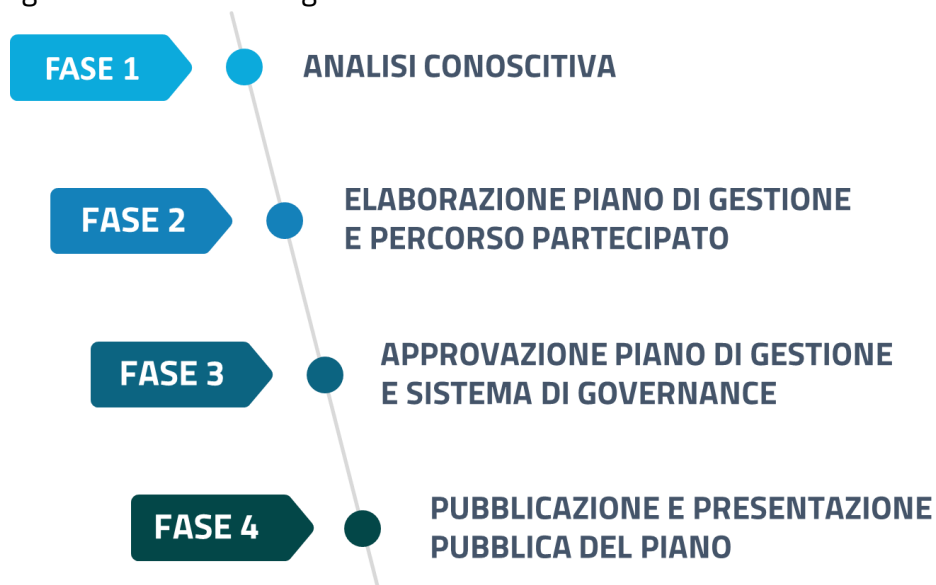 FASE 1
ANALISI CONOSCITIVA
FASE 2
ELABORAZIONE PIANO DI GESTIONE
E PERCORSO PARTECIPATO
FASE 3
APPROVAZIONE PIANO DI GESTIONE
E SISTEMA DI GOVERNANCE
FASE 4
PUBBLICAZIONE E PRESENTAZIONE
PUBBLICA DEL PIANO